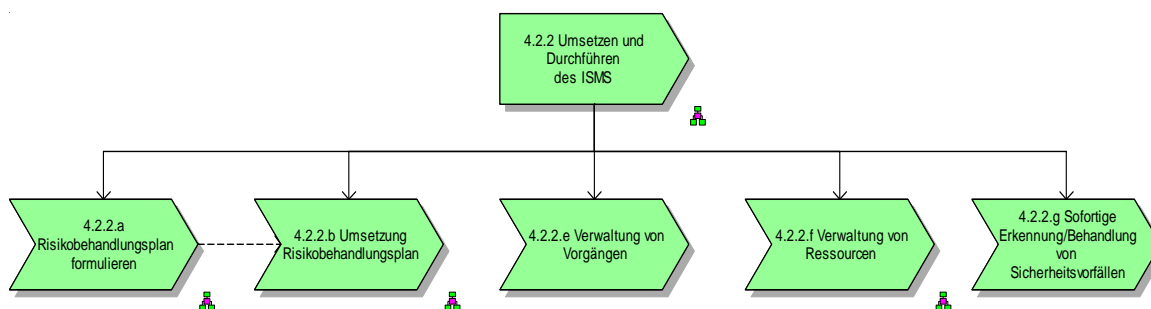 4.2.2 Umsetzen und
Durchführen
des ISMS
4.2.2.a
Risikobehandlungsplan
formulieren
4.2.2.b Umsetzung
Risikobehandlungsplan
4.2.2.e Verwaltung von
Vorgängen
4.2.2.f Verwaltung von
Ressourcen
4.2.2.g Sofortige
Erkennung/Behandlung
von
Sicherheitsvorfällen